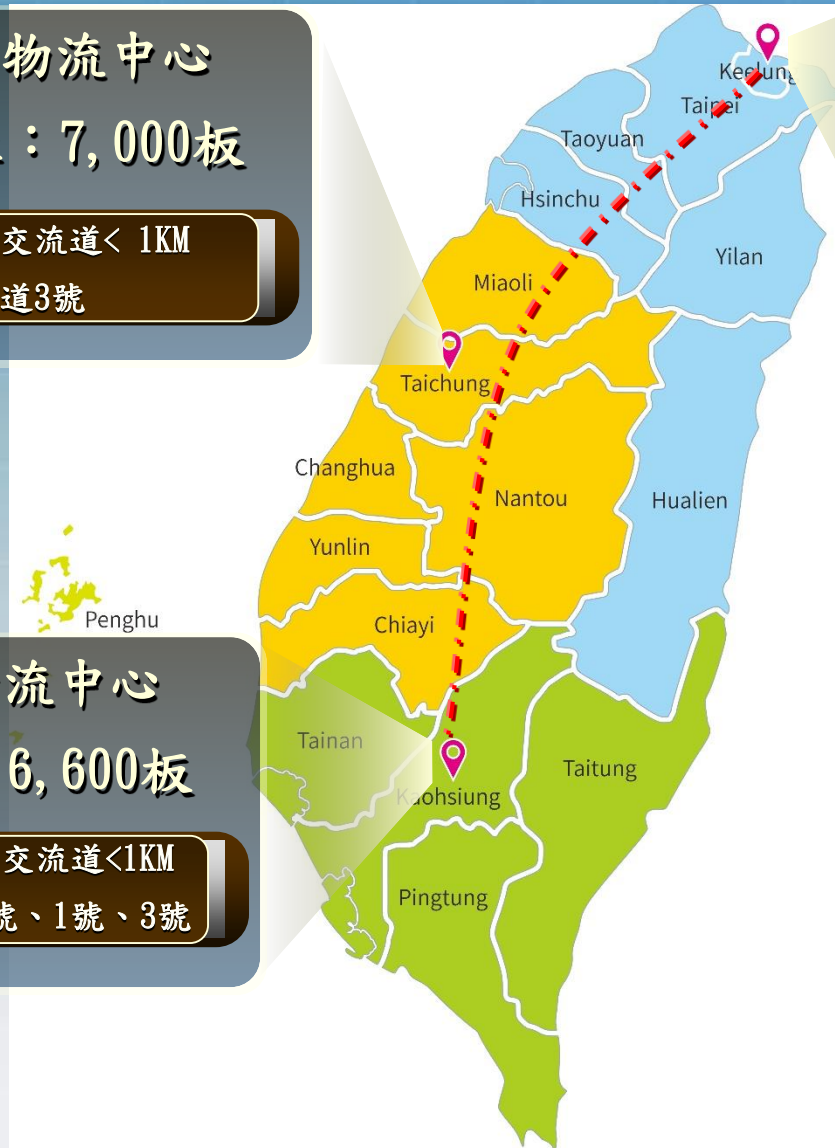 物流中心
：7,000板
交流道< 1KM
道3號
Keelung
Taipei
Taoyuan
Hsinchu
Yilan
Miaoli
Taichung
Changhua
Nantou
Hualien
Yunlin
Penghu
Chiayi
流中心
6,600板
交流道<1KM
號、1號、3號
Tainan
Kaohsiung
Taitung
Pingtung